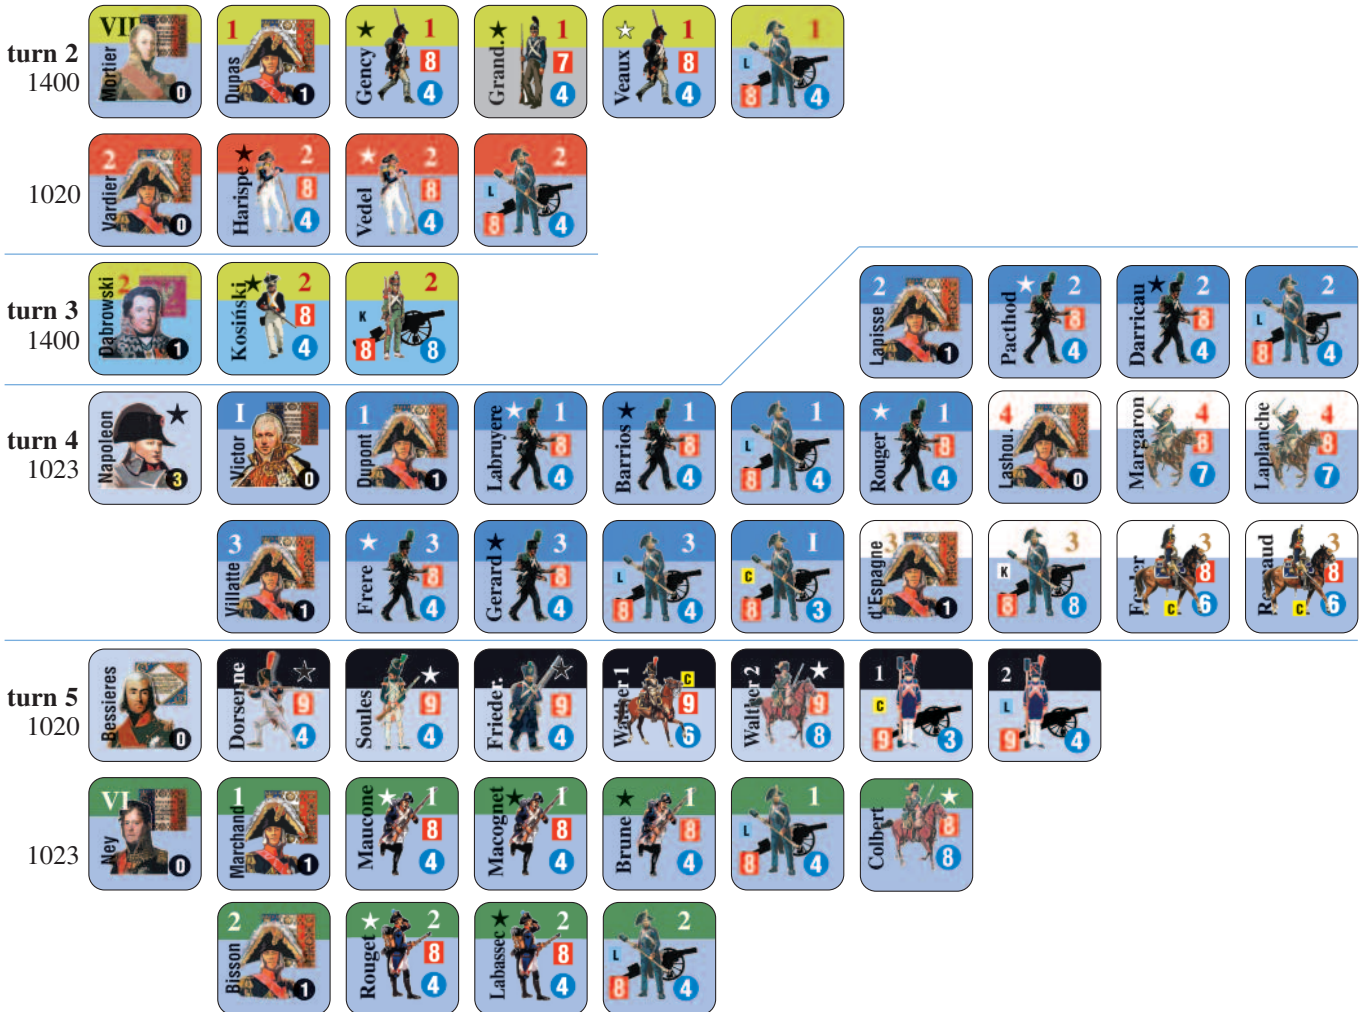 turn 2
1400
VII Mortier 0
1 Dupas 1
Gency 1 8 4
Grand. 1 7 4
Veaux 1 8 4
1 L 8 4
1020
2 Vardier 0
Harispe 2 8 4
Vedel 2 8 4
2 L 8 4
turn 3
1400
2 Dabrowski 1
Kosiński 2 8 4
2 K 8 8
2 Lapisse 1
Pacthod 2 8 4
Darricau 2 8 4
2 L 8 4
turn 4
1023
Napoleon 3
I Victor 0
1 Dupont 1
Labruyere 1 8 4
Barrios 1 8 4
1 L 8 4
Rouger 1 8 4
4 Lashou. 0
Margaron 4 8 7
Laplanche 4 8 7
3 Villatte 1
Frere 3 8 4
Gerard 3 8 4
3 L 8 4
I C 8 3
3 d'Espagne 1
3 K 8 8
3 8 C 6
3 8 C 6
turn 5
1020
Bessieres 0
Dorsenne 9 4
Soules 9 4
Frieder. 9 4
Walther 1 C 9 6
Walther 2 9 8
1 C 9 3
2 L 9 4
1023
VI Ney 0
1 Marchand 1
Maucone 1 8 4
Macognet 1 8 4
Brune 1 8 4
1 L 8 4
Colbert 8 8
2 Bisson 1
Rouget 2 8 4
Labassec 2 8 4
2 L 8 4